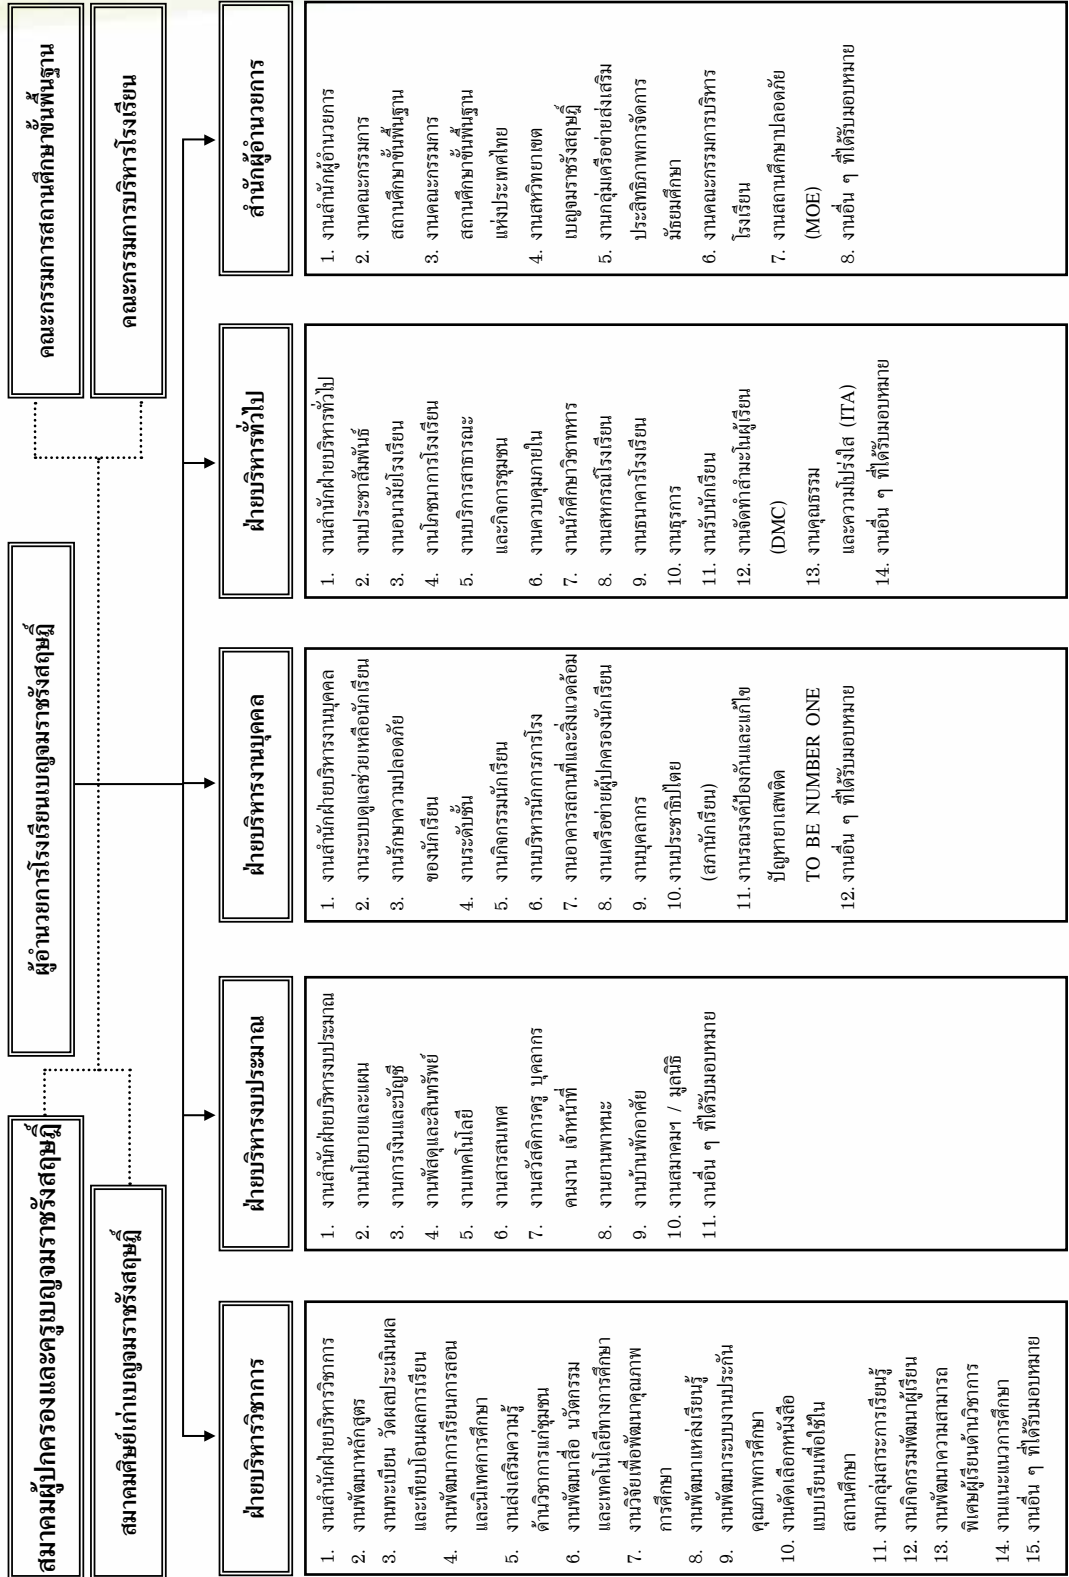 สมาคมผู้ปกครองและครูเบญจมราชรังสฤษฎิ์
ผู้อำนวยการโรงเรียนเบญจมราชรังสฤษฎิ์
คณะกรรมการสถานศึกษาขั้นพื้นฐาน
สมาคมศิษย์เก่าเบญจมราชรังสฤษฎิ์
คณะกรรมการบริหารโรงเรียน
ฝ่ายบริหารวิชาการ
1. งานสำนักฝ่ายบริหารวิชาการ
2. งานพัฒนาหลักสูตร
3. งานทะเบียน วัดผลประเมินผล
และเทียบโอนผลการเรียน
4. งานพัฒนาการเรียนการสอน
และนิเทศการศึกษา
5. งานส่งเสริมความรู้
ด้านวิชาการแก่ชุมชน
6. งานพัฒนาสื่อ นวัตกรรม
และเทคโนโลยีทางการศึกษา
7. งานวิจัยเพื่อพัฒนาคุณภาพ
การศึกษา
8. งานพัฒนาแหล่งเรียนรู้
9. งานพัฒนาระบบงานประกัน
คุณภาพการศึกษา
10. งานคัดเลือกหนังสือ
แบบเรียนเพื่อใช้ใน
สถานศึกษา
11. งานกลุ่มสาระการเรียนรู้
12. งานกิจกรรมพัฒนาผู้เรียน
13. งานพัฒนาความสามารถ
พิเศษผู้เรียนด้านวิชาการ
14. งานแนะแนวการศึกษา
15. งานอื่น ๆ ที่ได้รับมอบหมาย
ฝ่ายบริหารงบประมาณ
1. งานสำนักฝ่ายบริหารงบประมาณ
2. งานนโยบายและแผน
3. งานการเงินและบัญชี
4. งานพัสดุและสินทรัพย์
5. งานเทคโนโลยี
6. งานสารสนเทศ
7. งานสวัสดิการครู บุคลากร
คนงาน เจ้าหน้าที่
8. งานยานพาหนะ
9. งานบ้านพักอาศัย
10. งานสมาคมฯ / มูลนิธิ
11. งานอื่น ๆ ที่ได้รับมอบหมาย
ฝ่ายบริหารงานบุคคล
1. งานสำนักฝ่ายบริหารงานบุคคล
2. งานระบบดูแลช่วยเหลือนักเรียน
3. งานรักษาความปลอดภัย
ของนักเรียน
4. งานระดับชั้น
5. งานกิจกรรมนักเรียน
6. งานบริหารนักการภารโรง
7. งานอาคารสถานที่และสิ่งแวดล้อม
8. งานเครือข่ายผู้ปกครองนักเรียน
9. งานบุคลากร
10. งานประชาธิปไตย
(สภานักเรียน)
11. งานรณรงค์ป้องกันและแก้ไข
ปัญหายาเสพติด
TO BE NUMBER ONE
12. งานอื่น ๆ ที่ได้รับมอบหมาย
ฝ่ายบริหารทั่วไป
1. งานสำนักฝ่ายบริหารทั่วไป
2. งานประชาสัมพันธ์
3. งานอนามัยโรงเรียน
4. งานโภชนาการโรงเรียน
5. งานบริการสาธารณะ
และกิจการชุมชน
6. งานควบคุมภายใน
7. งานนักศึกษาวิชาทหาร
8. งานสหกรณ์โรงเรียน
9. งานธนาคารโรงเรียน
10. งานธุรการ
11. งานรับนักเรียน
12. งานจัดทำสำมะโนผู้เรียน
(DMC)
13. งานคุณธรรม
และความโปร่งใส (ITA)
14. งานอื่น ๆ ที่ได้รับมอบหมาย
สำนักผู้อำนวยการ
1. งานสำนักผู้อำนวยการ
2. งานคณะกรรมการ
สถานศึกษาขั้นพื้นฐาน
3. งานคณะกรรมการ
สถานศึกษาขั้นพื้นฐาน
แห่งประเทศไทย
4. งานสหวิทยาเขต
เบญจมราชรังสฤษฎิ์
5. งานกลุ่มเครือข่ายส่งเสริม
ประสิทธิภาพการจัดการ
มัธยมศึกษา
6. งานคณะกรรมการบริหาร
โรงเรียน
7. งานสถานศึกษาปลอดภัย
(MOE)
8. งานอื่น ๆ ที่ได้รับมอบหมาย